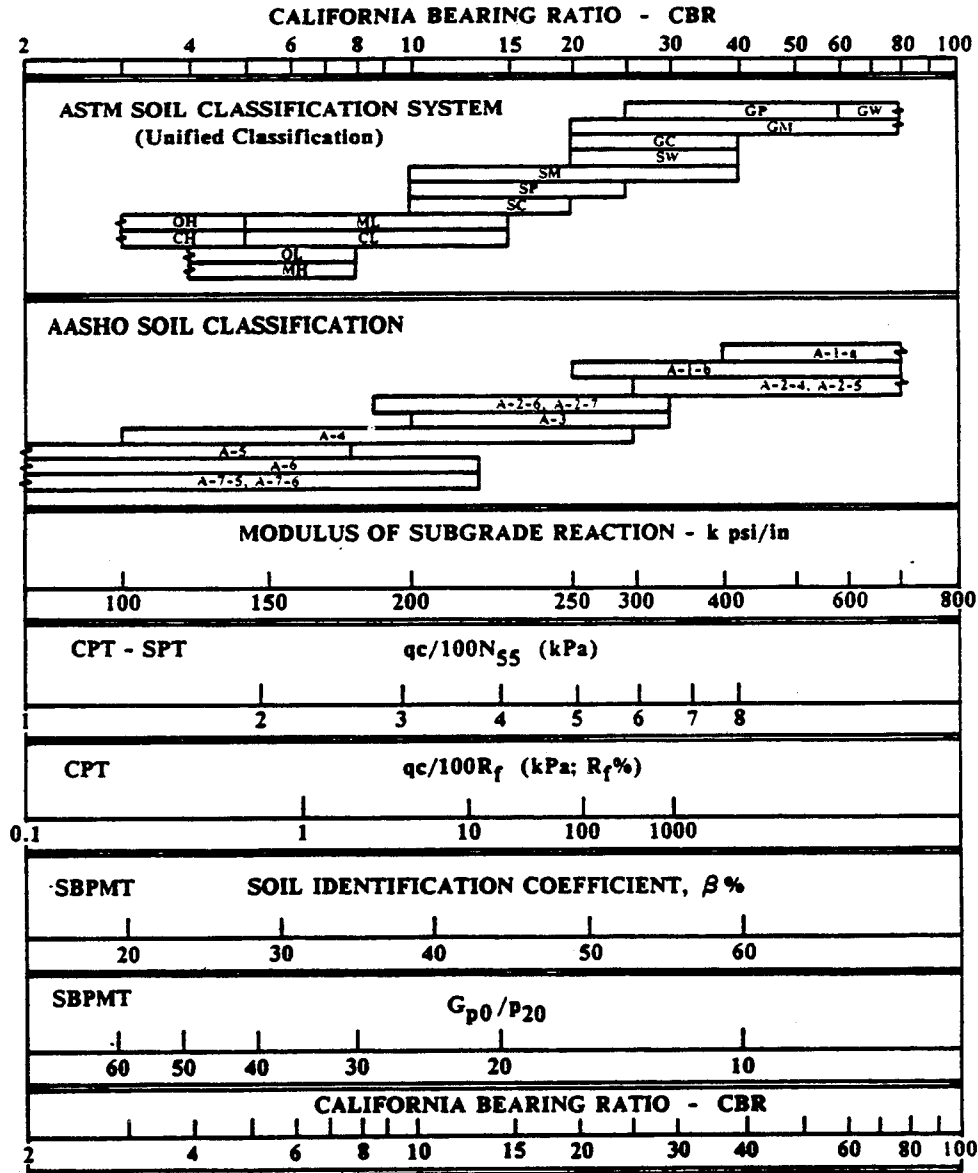 CALIFORNIA BEARING RATIO - CBR
2 4 6 8 10 15 20 30 40 50 60 80 100
ASTM SOIL CLASSIFICATION SYSTEM
(Unified Classification)
GP GW
GM
GC
SW
SM
SP
SC
OH ML
CH CL
OL
MH
AASHO SOIL CLASSIFICATION
A-1-a
A-1-b
A-2-4, A-2-5
A-2-6, A-2-7
A-3
A-4
A-5
A-6
A-7-5, A-7-6
MODULUS OF SUBGRADE REACTION - k psi/in
100 150 200 250 300 400 600 800
CPT - SPT qc/100N55 (kPa)
1 2 3 4 5 6 7 8
CPT qc/100Rf (kPa; Rf%)
0.1 1 10 100 1000
SBPMT SOIL IDENTIFICATION COEFFICIENT, β%
20 30 40 50 60
SBPMT Gp0/p20
60 50 40 30 20 10
CALIFORNIA BEARING RATIO - CBR
2 4 6 8 10 15 20 30 40 60 80 100